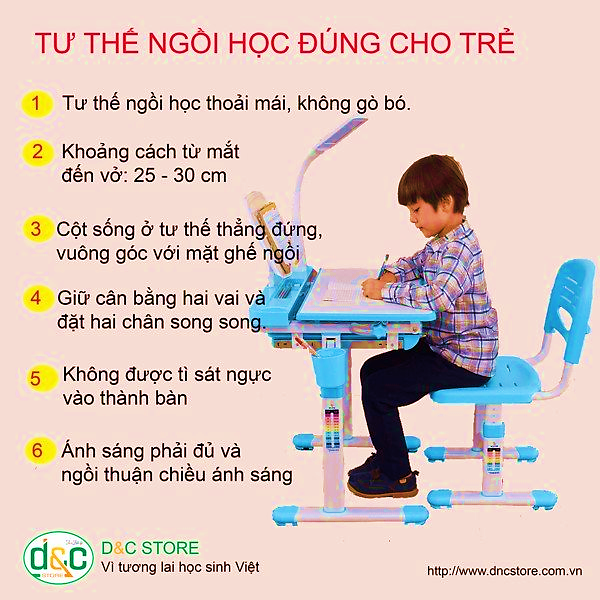 TƯ THẾ NGỒI HỌC ĐÚNG CHO TRẺ
1 Tư thế ngồi học thoải mái, không gò bó.
2 Khoảng cách từ mắt
đến vở: 25 - 30 cm
3 Cột sống ở tư thế thẳng đứng,
vuông góc với mặt ghế ngồi
4 Giữ cân bằng hai vai và
đặt hai chân song song.
5 Không được tì sát ngực
vào thành bàn
6 Ánh sáng phải đủ và
ngồi thuận chiều ánh sáng
d&c
STORE
D&C STORE
Vì tương lai học sinh Việt
http://www.dncstore.com.vn